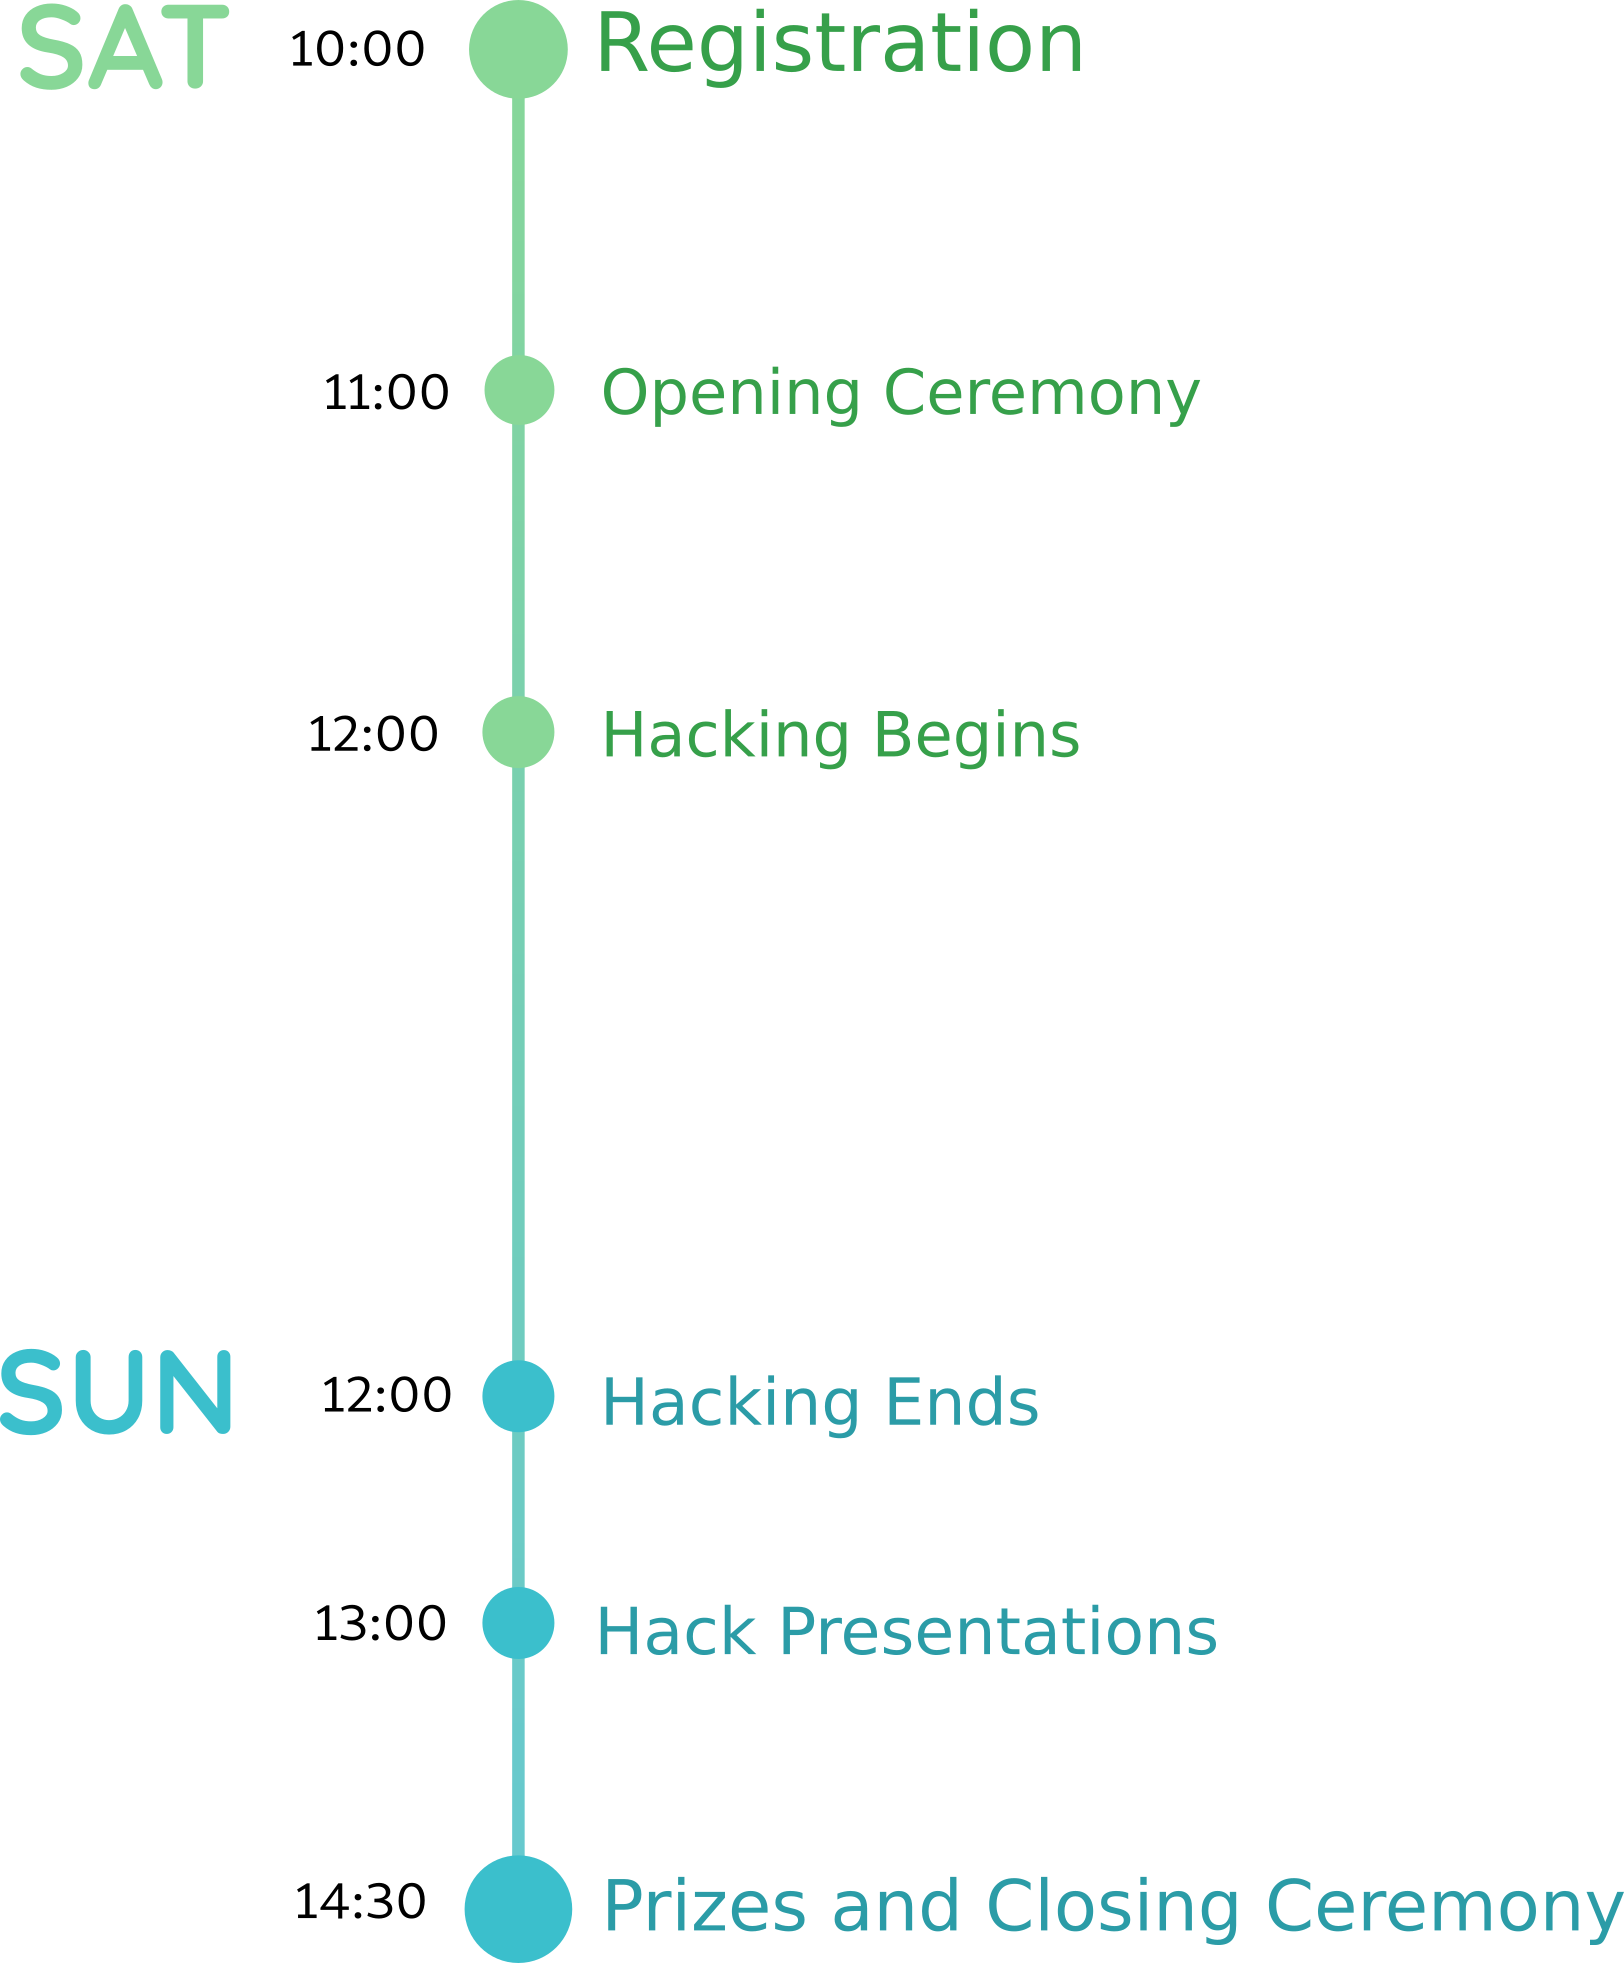 SAT 10:00 Registration
11:00 Opening Ceremony
12:00 Hacking Begins
SUN 12:00 Hacking Ends
13:00 Hack Presentations
14:30 Prizes and Closing Ceremony